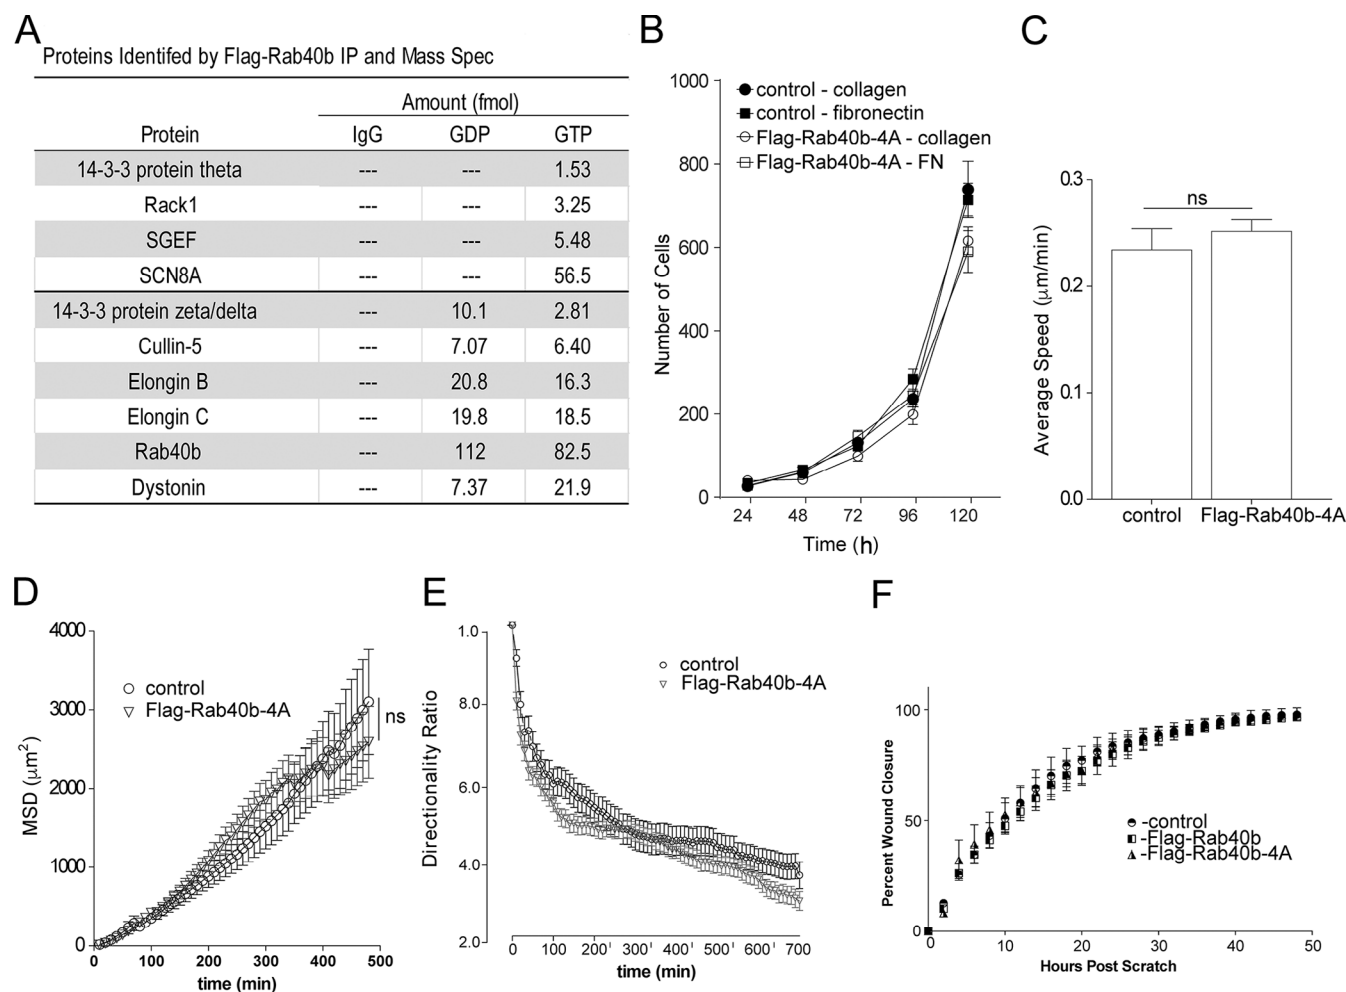 A
Proteins Identifed by Flag-Rab40b IP and Mass Spec
Amount (fmol)
Protein IgG GDP GTP
14-3-3 protein theta --- --- 1.53
Rack1 --- --- 3.25
SGEF --- --- 5.48
SCN8A --- --- 56.5
14-3-3 protein zeta/delta --- 10.1 2.81
Cullin-5 --- 7.07 6.40
Elongin B --- 20.8 16.3
Elongin C --- 19.8 18.5
Rab40b --- 112 82.5
Dystonin --- 7.37 21.9
B
1000
800
600
400
200
0
Number of Cells
control - collagen
control - fibronectin
Flag-Rab40b-4A - collagen
Flag-Rab40b-4A - FN
24 48 72 96 120
Time (h)
C
0.3
0.2
0.1
0.0
Average Speed (μm/min)
ns
control Flag-Rab40b-4A
D
4000
3000
2000
1000
0
MSD (μm²)
control
Flag-Rab40b-4A
ns
0 100 200 300 400 500
time (min)
E
1.0
8.0
6.0
4.0
2.0
Directionality Ratio
control
Flag-Rab40b-4A
0 100 200' 300' 400' 500' 600' 700
time (min)
F
100
50
0
Percent Wound Closure
-control
-Flag-Rab40b
-Flag-Rab40b-4A
0 10 20 30 40 50
Hours Post Scratch